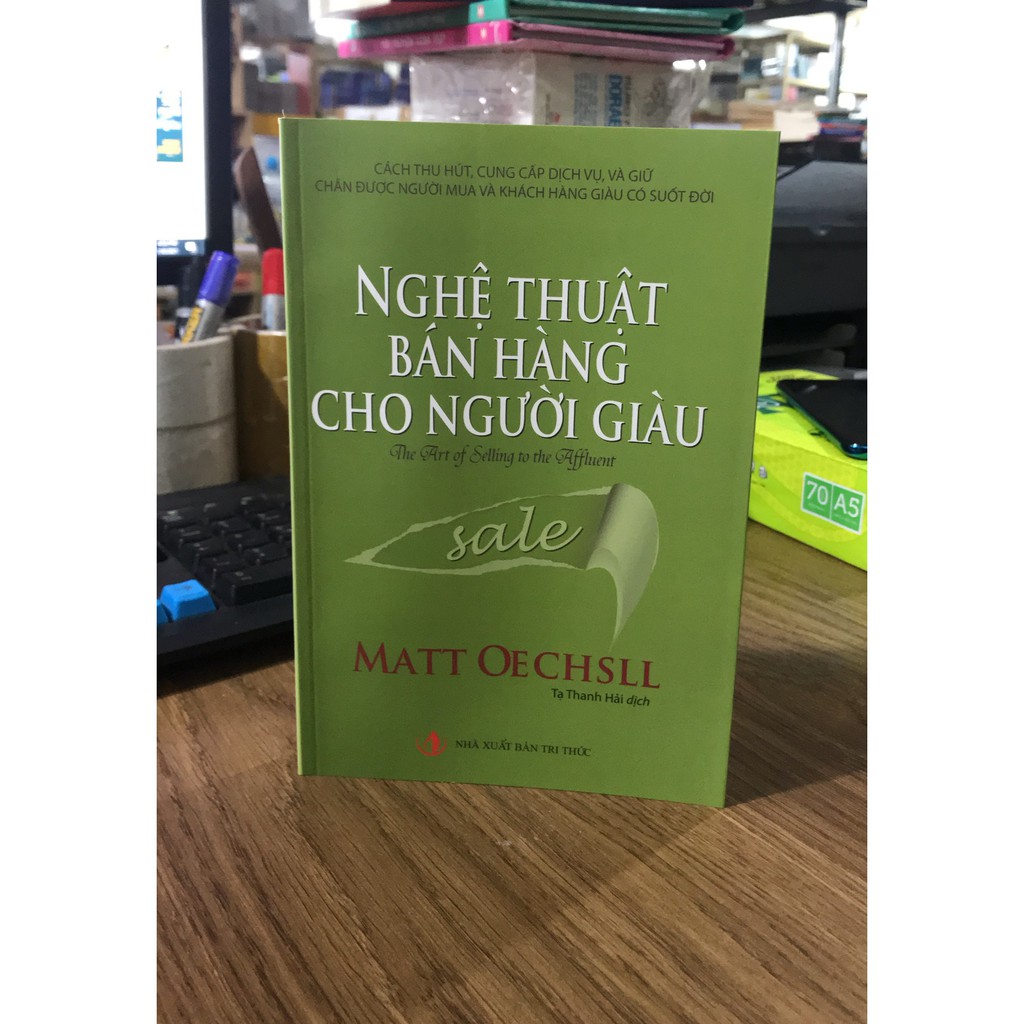 CÁCH THU HÚT, CUNG CẤP DỊCH VỤ, VÀ GIỮ
CHÂN ĐƯỢC NGƯỜI MUA VÀ KHÁCH HÀNG GIÀU CÓ SUỐT ĐỜI
NGHỆ THUẬT
BÁN HÀNG
CHO NGƯỜI GIÀU
The Art of Selling to the Affluent
sale
MATT OECHSLL
Tạ Thanh Hải dịch
NHÀ XUẤT BẢN TRI THỨC
70 A5